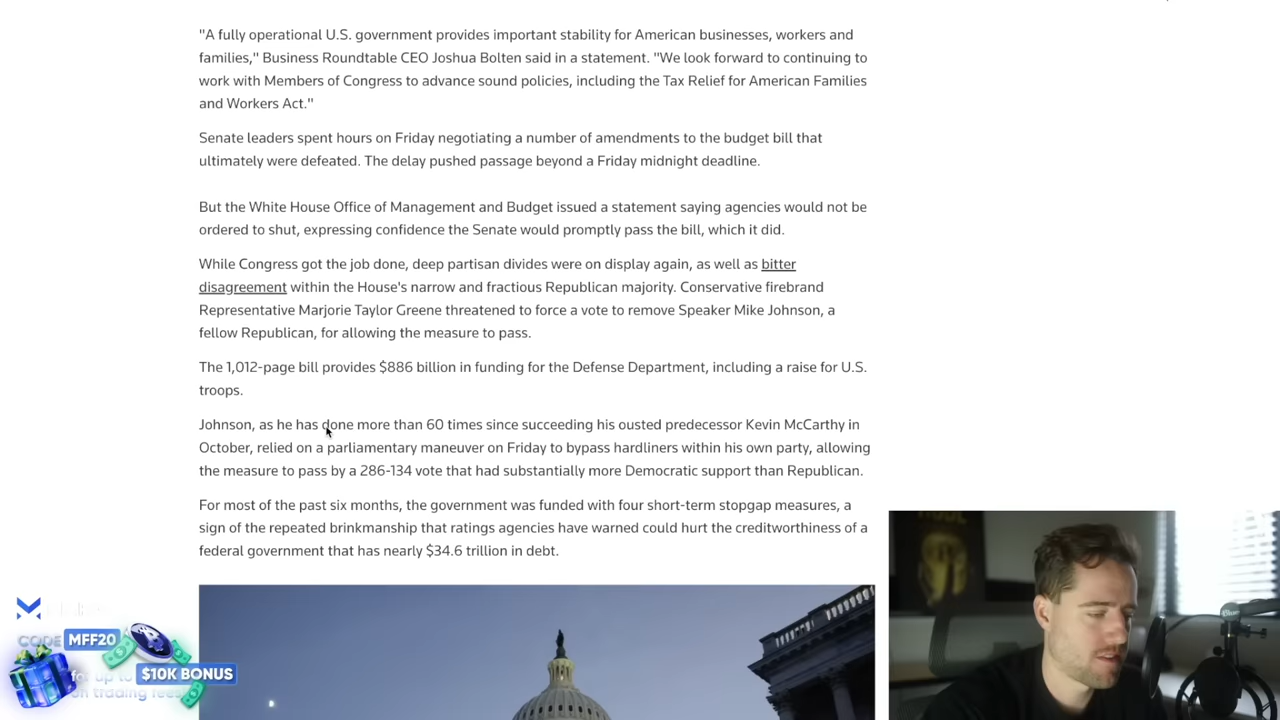 "A fully operational U.S. government provides important stability for American businesses, workers and
families," Business Roundtable CEO Joshua Bolten said in a statement. "We look forward to continuing to
work with Members of Congress to advance sound policies, including the Tax Relief for American Families
and Workers Act."
Senate leaders spent hours on Friday negotiating a number of amendments to the budget bill that
ultimately were defeated. The delay pushed passage beyond a Friday midnight deadline.
But the White House Office of Management and Budget issued a statement saying agencies would not be
ordered to shut, expressing confidence the Senate would promptly pass the bill, which it did.
While Congress got the job done, deep partisan divides were on display again, as well as bitter
disagreement within the House's narrow and fractious Republican majority. Conservative firebrand
Representative Marjorie Taylor Greene threatened to force a vote to remove Speaker Mike Johnson, a
fellow Republican, for allowing the measure to pass.
The 1,012-page bill provides $886 billion in funding for the Defense Department, including a raise for U.S.
troops.
Johnson, as he has done more than 60 times since succeeding his ousted predecessor Kevin McCarthy in
October, relied on a parliamentary maneuver on Friday to bypass hardliners within his own party, allowing
the measure to pass by a 286-134 vote that had substantially more Democratic support than Republican.
For most of the past six months, the government was funded with four short-term stopgap measures, a
sign of the repeated brinkmanship that ratings agencies have warned could hurt the creditworthiness of a
federal government that has nearly $34.6 trillion in debt.
CODE MFF20
$10K BONUS
on trading fees